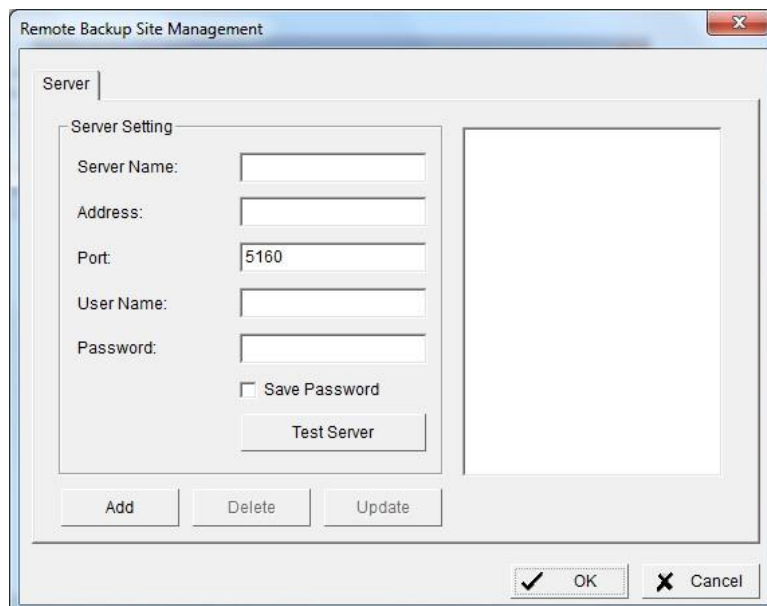 Remote Backup Site Management
Server
Server Setting
Server Name:
Address:
Port: 5160
User Name:
Password:
Save Password
Test Server
Add Delete Update
OK Cancel